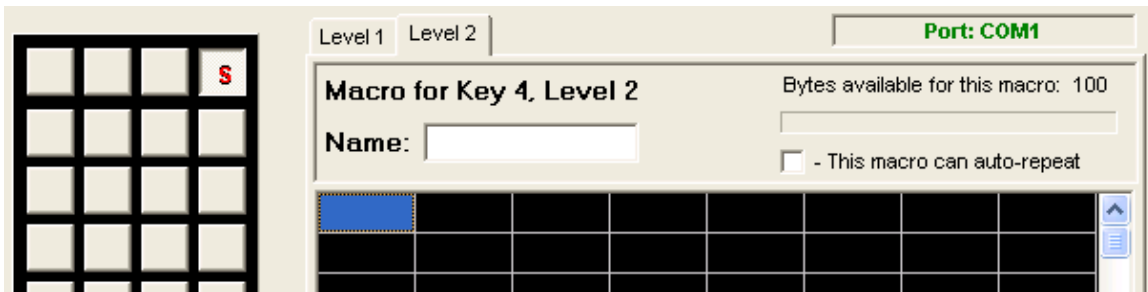 Level 1
Level 2
Port: COM1
S
Macro for Key 4, Level 2
Bytes available for this macro: 100
Name:
- This macro can auto-repeat